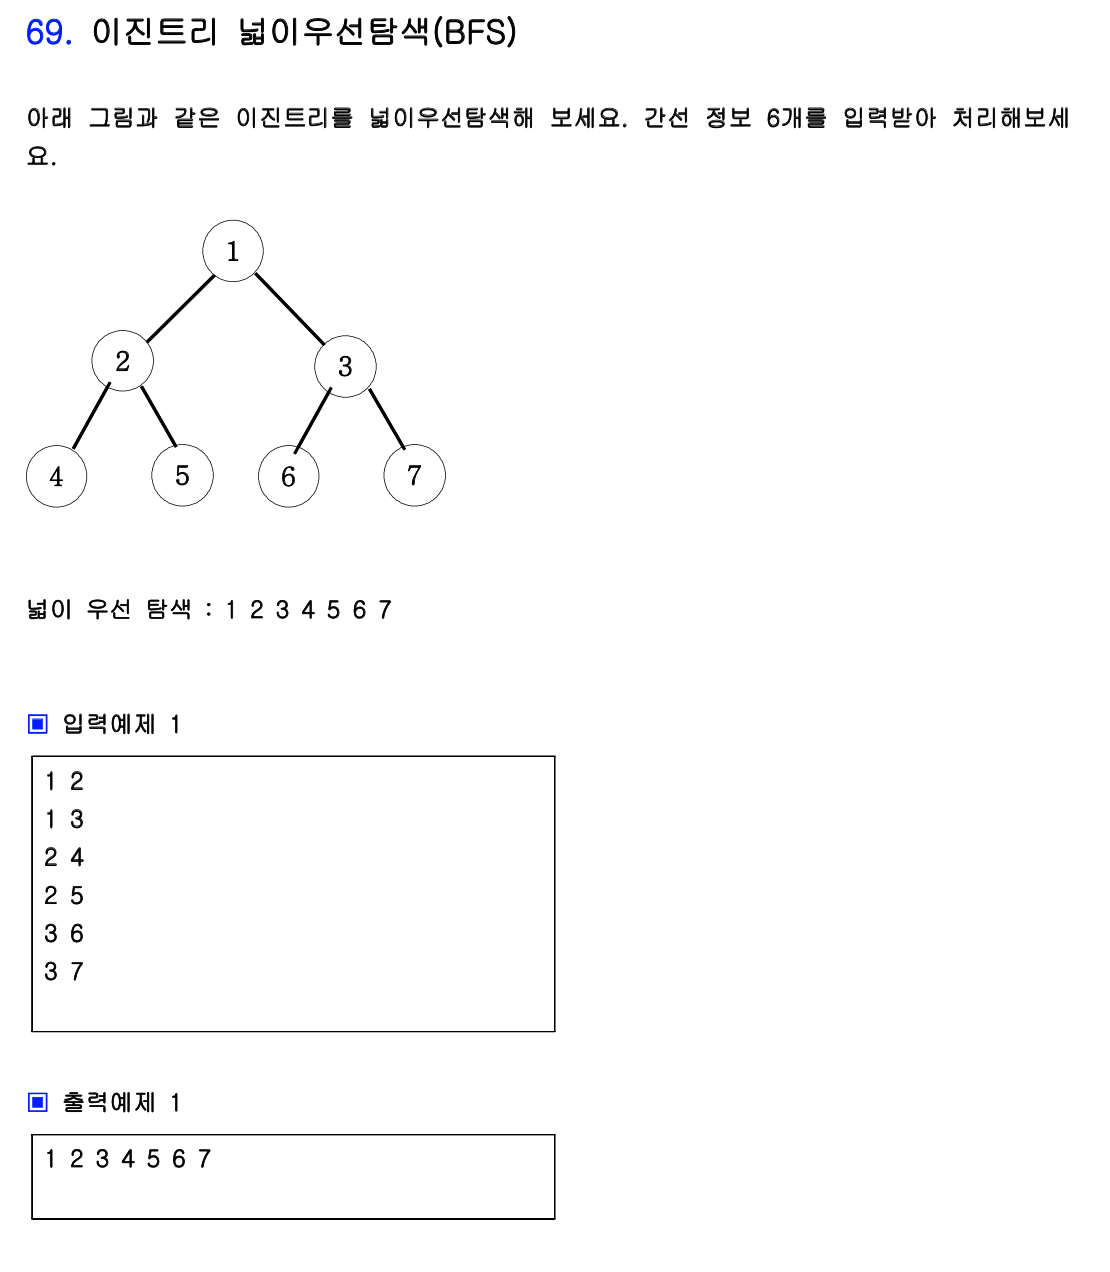 69. 이진트리 넓이우선탐색(BFS)
아래 그림과 같은 이진트리를 넓이우선탐색해 보세요. 간선 정보 6개를 입력받아 처리해보세
요.
1
2
3
4
5
6
7
넓이 우선 탐색 : 1 2 3 4 5 6 7
▣ 입력예제 1
1 2
1 3
2 4
2 5
3 6
3 7
▣ 출력예제 1
1 2 3 4 5 6 7